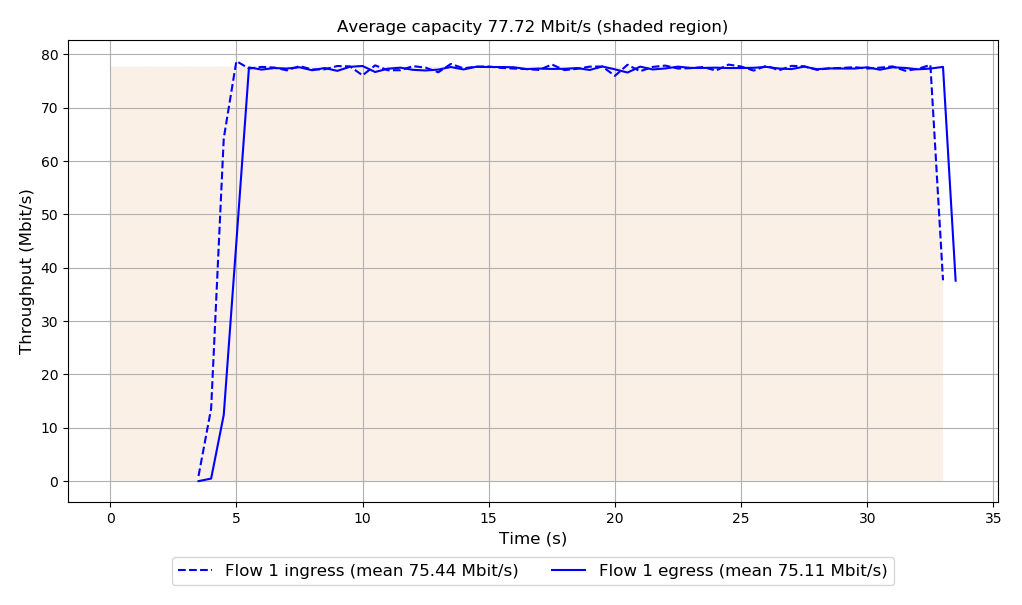 Average capacity 77.72 Mbit/s (shaded region)
80
70
60
50
40
30
20
10
0
Throughput (Mbit/s)
0 5 10 15 20 25 30 35
Time (s)
Flow 1 ingress (mean 75.44 Mbit/s) Flow 1 egress (mean 75.11 Mbit/s)